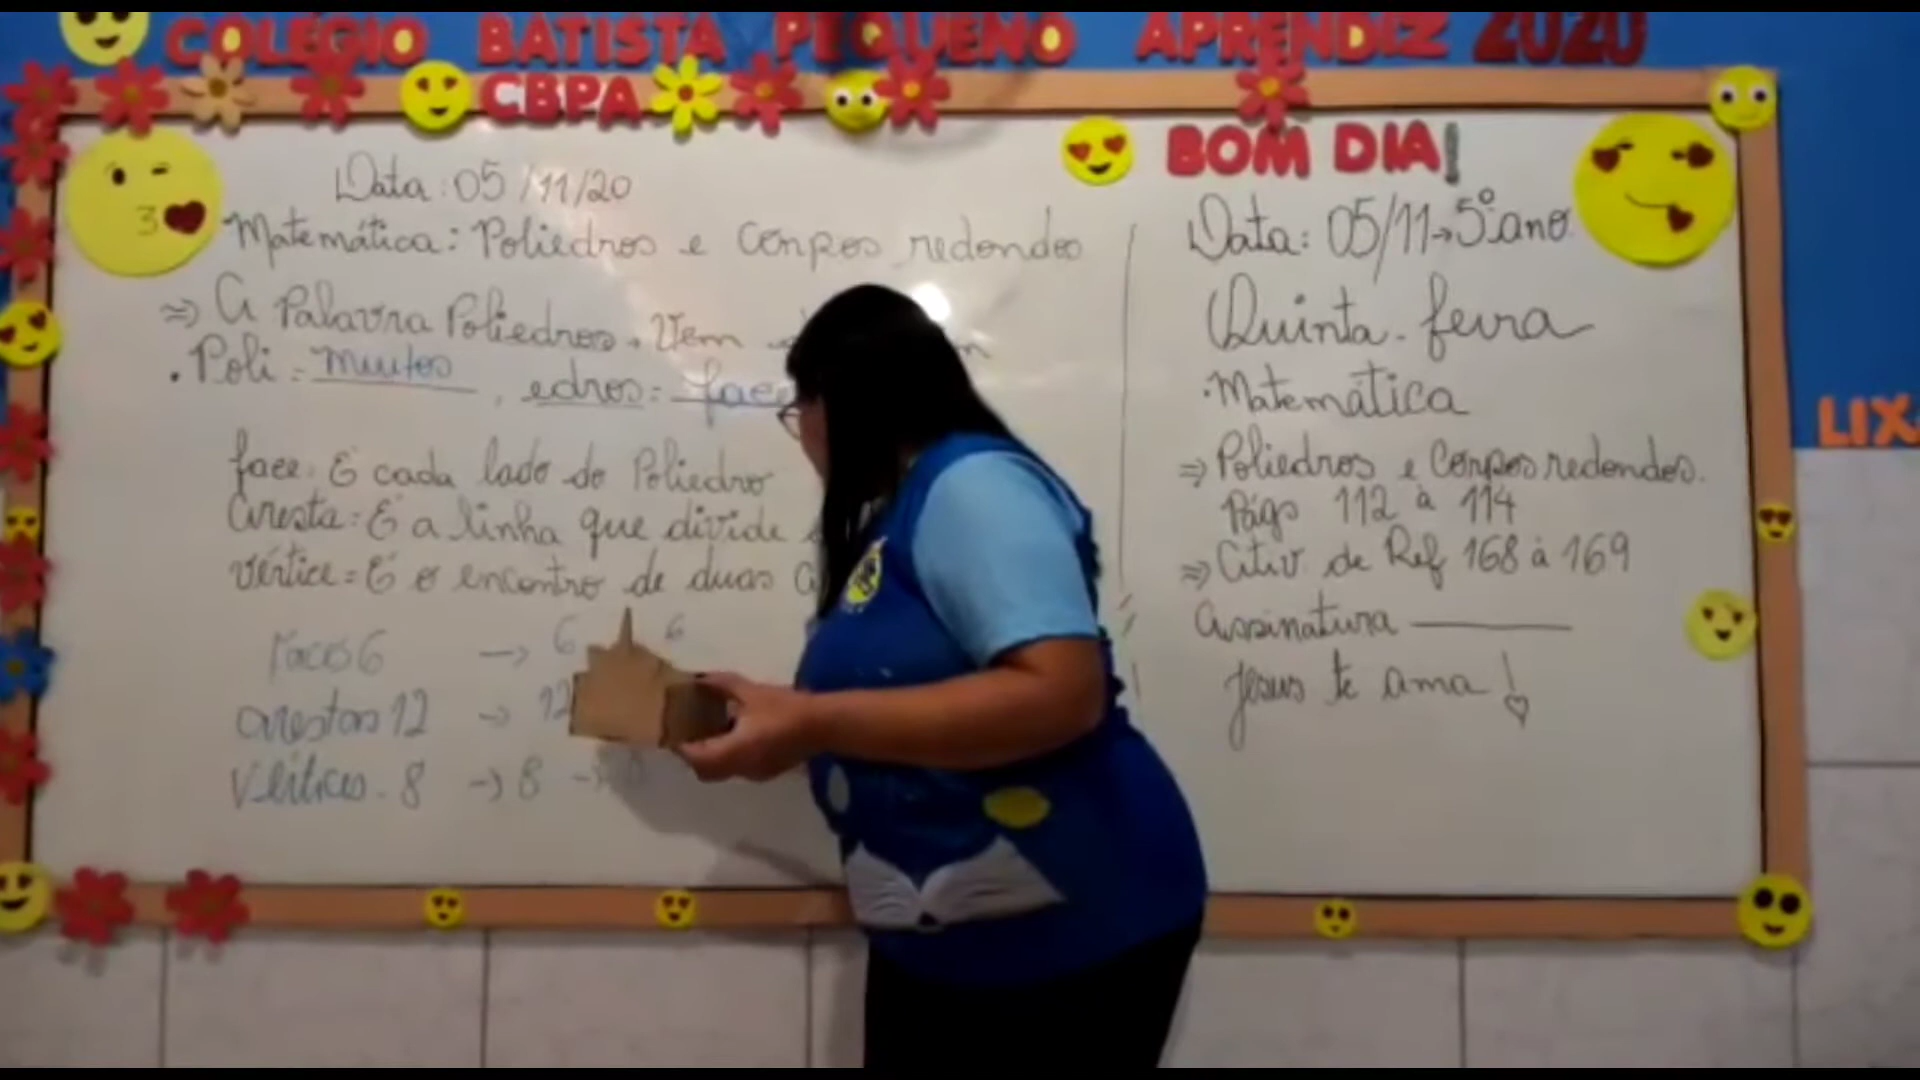 COLÉGIO BATISTA PEQUENO APRENDIZ 2020
CBPA
Data: 05/11/20
Matemática: Poliedros e Corpos redondos
⇒ A Palavra Poliedros, Vem
. Poli = muitos, edros = face
face: É cada lado do Poliedro
Aresta: É a linha que divide
Vértice = É o encontro de duas a
faces 6 → 6 6
arestas 12 → 12
Vértices - 8 → 8 →
BOM DIA!
Data: 05/11 → 5º ano
Quinta-feira
. Matemática
⇒ Poliedros e Corpos redondos.
Págs 112 à 114
⇒ Ativ. de Ref 168 à 169
Assinatura
Jesus te ama!
LIX